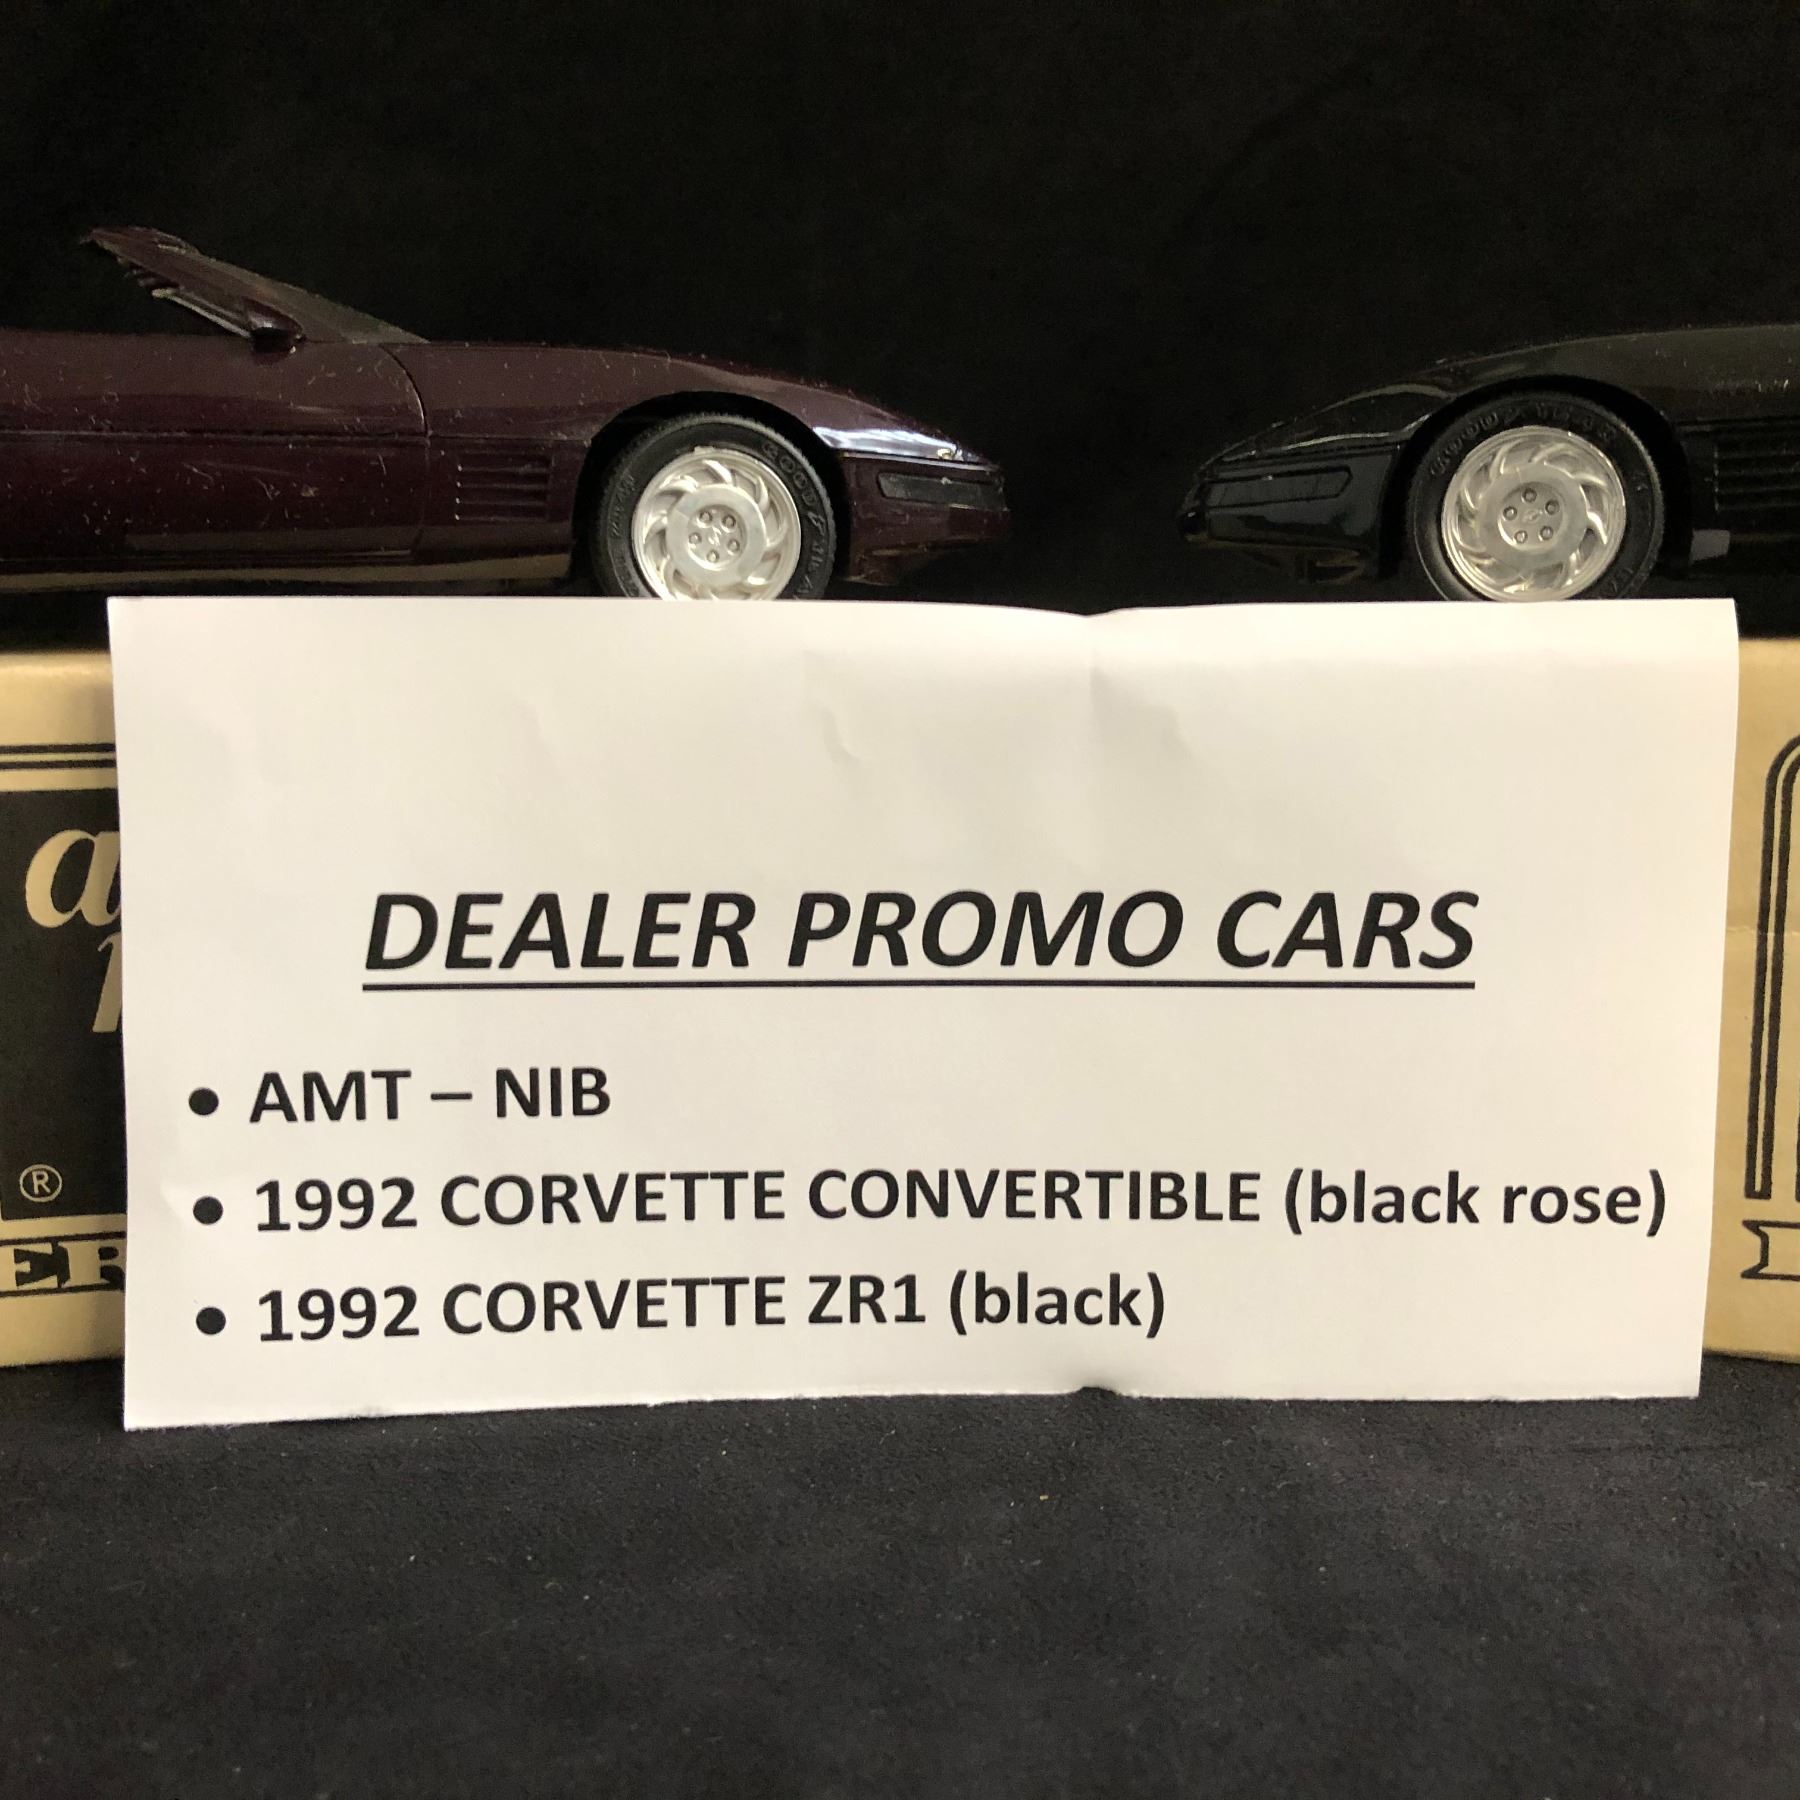 DEALER PROMO CARS
• AMT – NIB
• 1992 CORVETTE CONVERTIBLE (black rose)
• 1992 CORVETTE ZR1 (black)
®